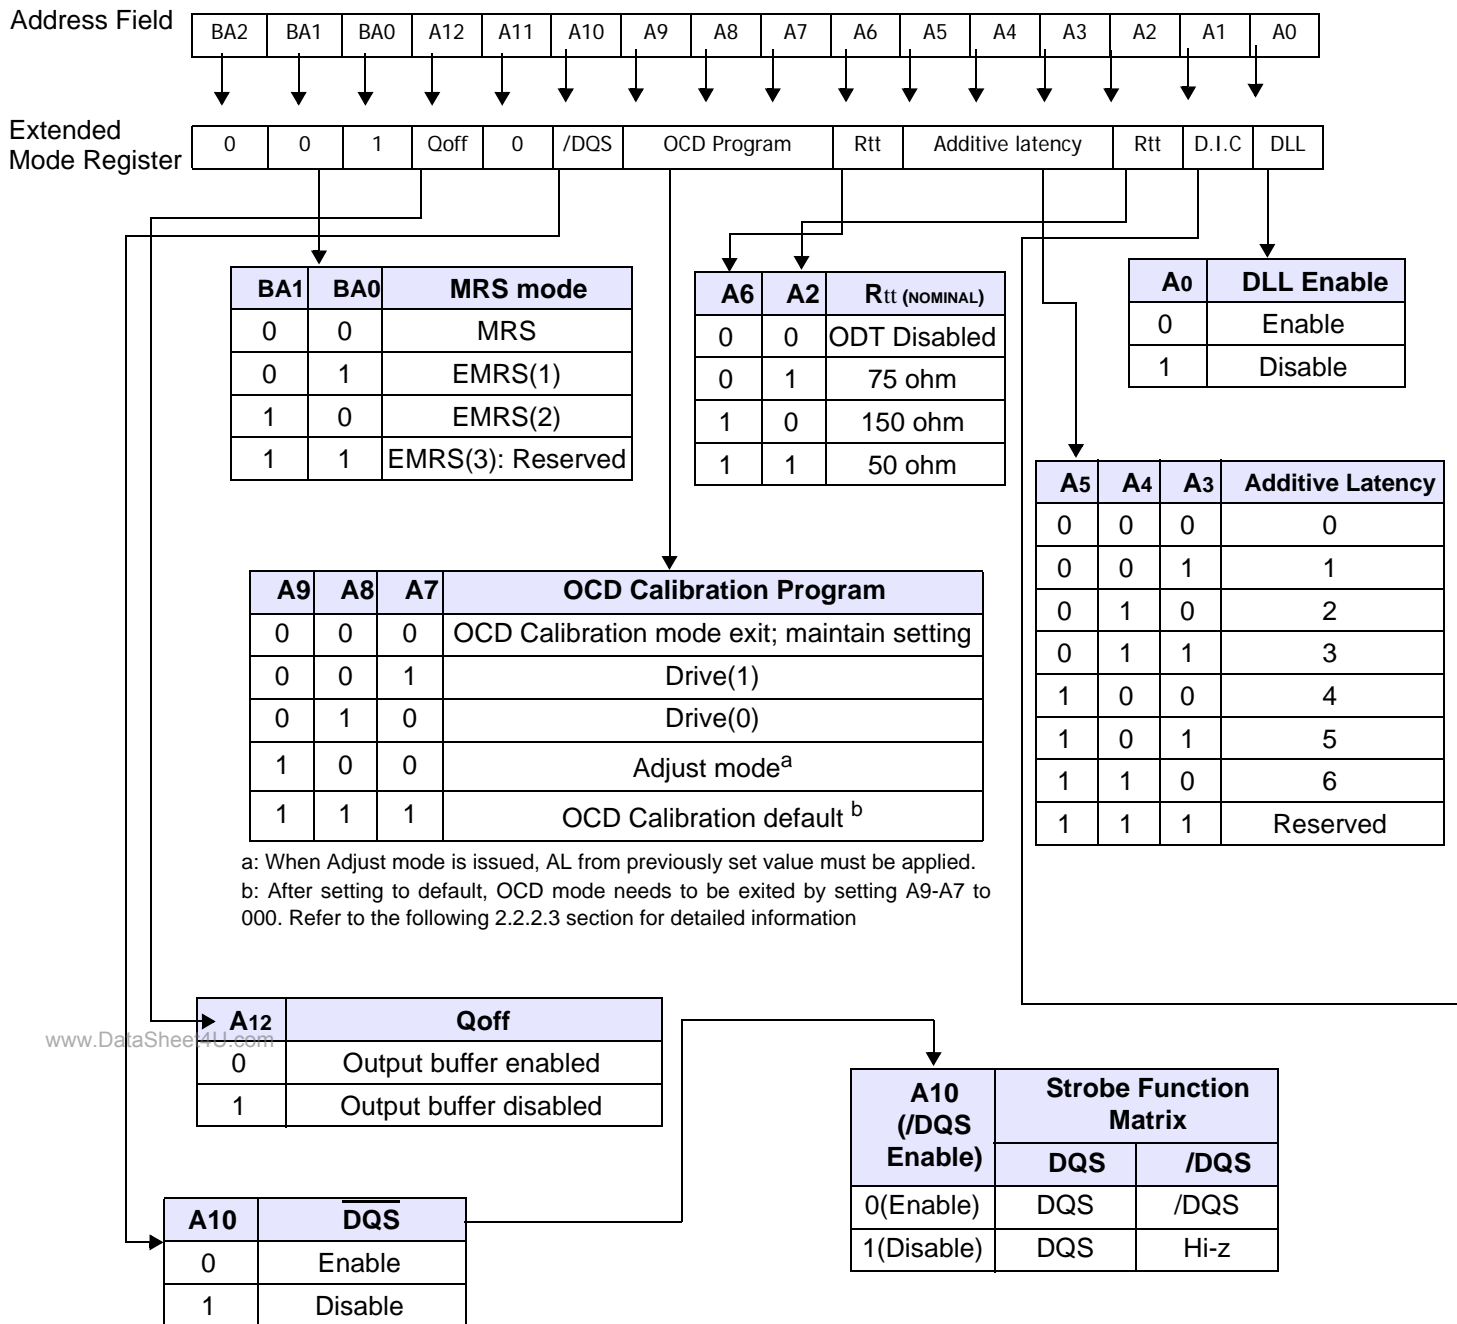 Address Field
BA2 BA1 BA0 A12 A11 A10 A9 A8 A7 A6 A5 A4 A3 A2 A1 A0
Extended
Mode Register
0 0 1 Qoff 0 /DQS OCD Program Rtt Additive latency Rtt D.I.C DLL
BA1 BA0 MRS mode
0 0 MRS
0 1 EMRS(1)
1 0 EMRS(2)
1 1 EMRS(3): Reserved
A6 A2 Rtt (NOMINAL)
0 0 ODT Disabled
0 1 75 ohm
1 0 150 ohm
1 1 50 ohm
A0 DLL Enable
0 Enable
1 Disable
A5 A4 A3 Additive Latency
0 0 0 0
0 0 1 1
0 1 0 2
0 1 1 3
1 0 0 4
1 0 1 5
1 1 0 6
1 1 1 Reserved
A9 A8 A7 OCD Calibration Program
0 0 0 OCD Calibration mode exit; maintain setting
0 0 1 Drive(1)
0 1 0 Drive(0)
1 0 0 Adjust mode a
1 1 1 OCD Calibration default b
a: When Adjust mode is issued, AL from previously set value must be applied.
b: After setting to default, OCD mode needs to be exited by setting A9-A7 to
000. Refer to the following 2.2.2.3 section for detailed information
A12 Qoff
0 Output buffer enabled
1 Output buffer disabled
www.DataSheet4U.com
A10
(/DQS
Enable)
Strobe Function
Matrix
DQS /DQS
0(Enable) DQS /DQS
1(Disable) DQS Hi-z
A10 DQS
0 Enable
1 Disable